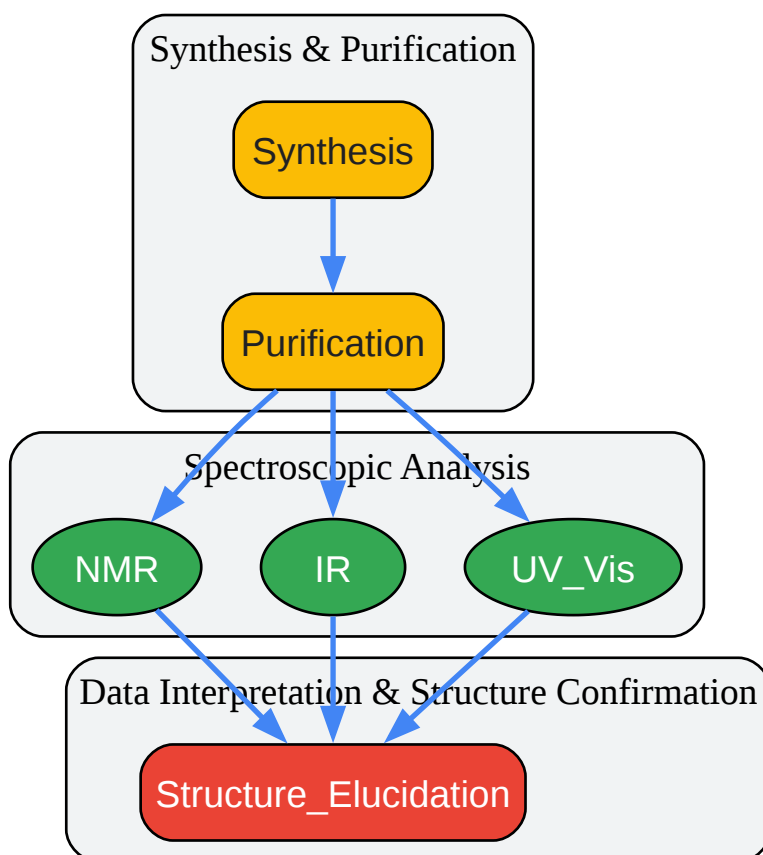 Synthesis & Purification
Synthesis
Purification
Spectroscopic Analysis
NMR
IR
UV_Vis
Data Interpretation & Structure Confirmation
Structure_Elucidation